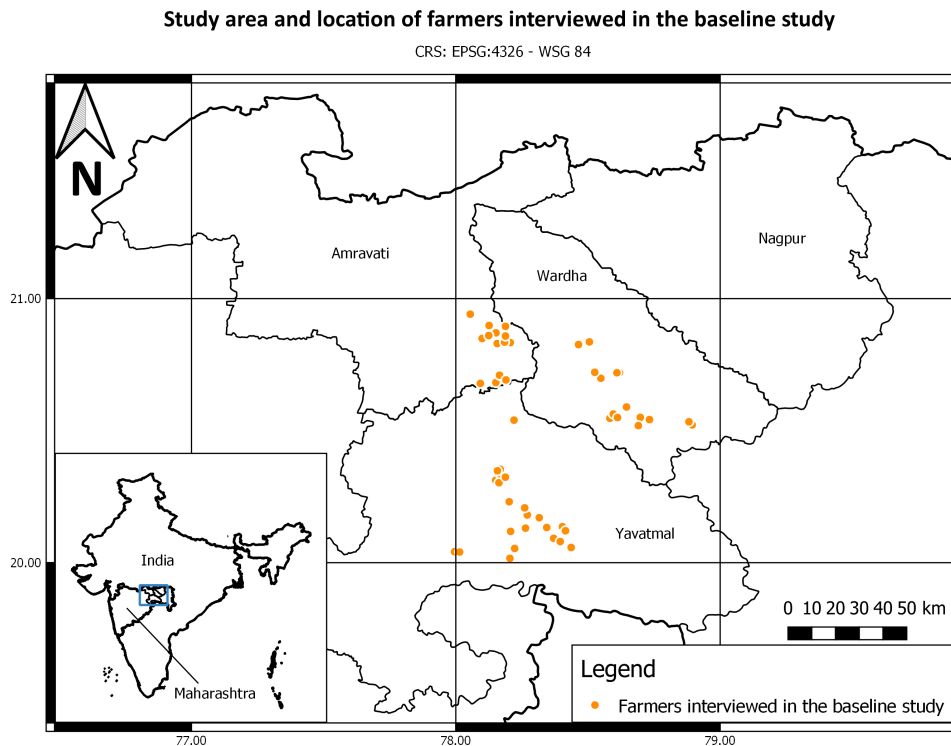 Study area and location of farmers interviewed in the baseline study
CRS: EPSG:4326 - WSG 84
N
Amravati
Wardha
Nagpur
21.00
Yavatmal
20.00
India
Maharashtra
0 10 20 30 40 50 km
Legend
Farmers interviewed in the baseline study
77.00
78.00
79.00